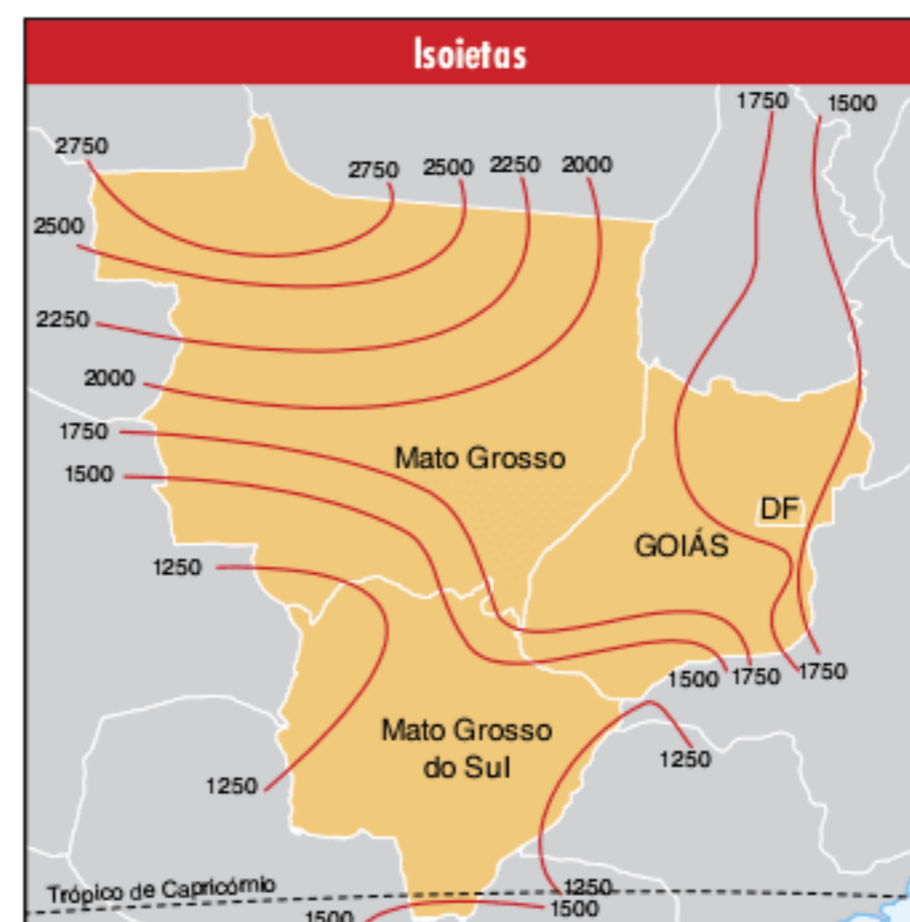 Isoietas
1750 1500
2750
2750 2500 2250 2000
2500
2250
2000
1750
Mato Grosso
1500
DF
GOIÁS
1250
1500 1750 1750
Mato Grosso
do Sul
1250
1250
Trópico de Capricórnio
1250
1500
1500